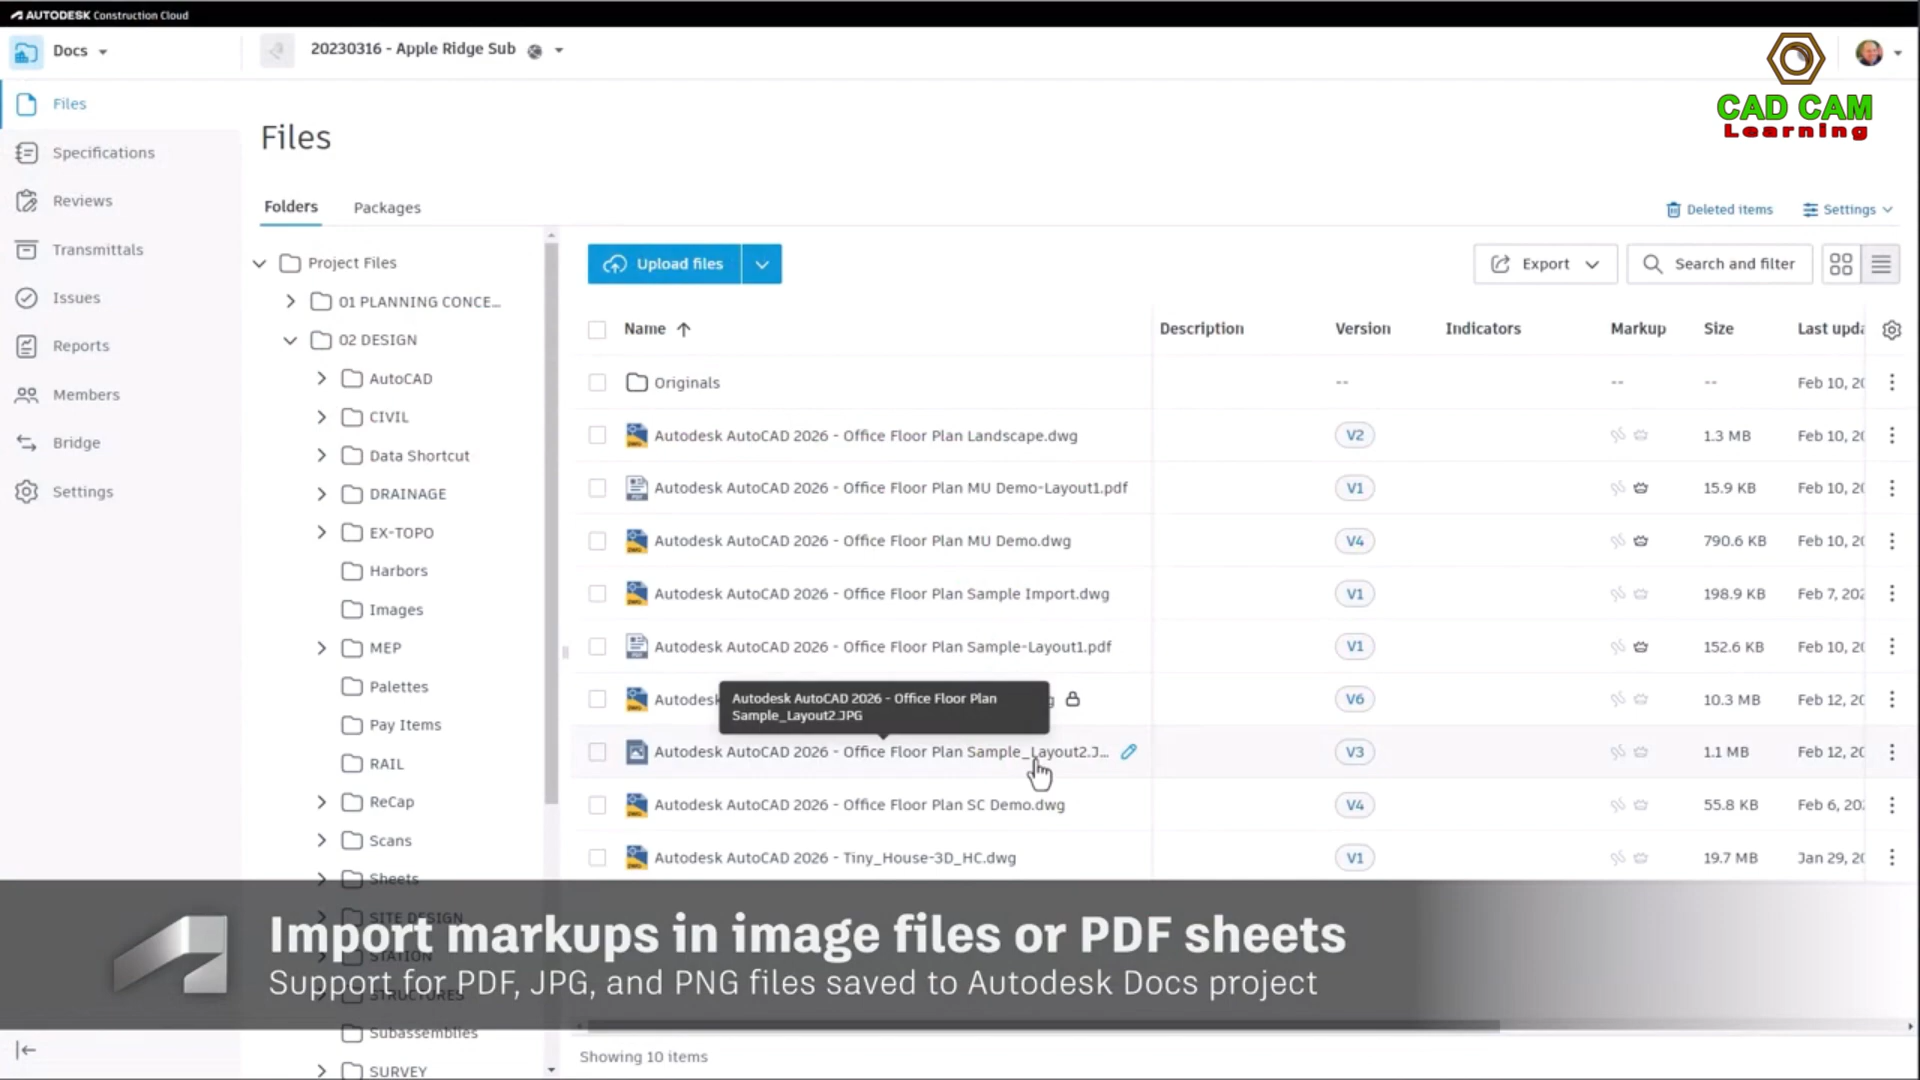 AUTODESK Construction Cloud
Docs
20230316 - Apple Ridge Sub
CAD CAM
Learning
Files
Specifications
Reviews
Transmittals
Issues
Reports
Members
Bridge
Settings
Files
Folders
Packages
Deleted items
Settings
Project Files
01 PLANNING CONCE...
02 DESIGN
AutoCAD
CIVIL
Data Shortcut
DRAINAGE
EX-TOPO
Harbors
Images
MEP
Palettes
Pay Items
RAIL
ReCap
Scans
Sheets
SITE DESIGN
STATION
STRUCTURES
Subassemblies
SURVEY
Upload files
Export
Search and filter
Name Description Version Indicators Markup Size Last upda
Originals -- -- -- Feb 10, 20
Autodesk AutoCAD 2026 - Office Floor Plan Landscape.dwg V2 1.3 MB Feb 10, 20
Autodesk AutoCAD 2026 - Office Floor Plan MU Demo-Layout1.pdf V1 15.9 KB Feb 10, 20
Autodesk AutoCAD 2026 - Office Floor Plan MU Demo.dwg V4 790.6 KB Feb 10, 20
Autodesk AutoCAD 2026 - Office Floor Plan Sample Import.dwg V1 198.9 KB Feb 7, 202
Autodesk AutoCAD 2026 - Office Floor Plan Sample-Layout1.pdf V1 152.6 KB Feb 10, 20
Autodesk V6 10.3 MB Feb 12, 20
Autodesk AutoCAD 2026 - Office Floor Plan
Sample_Layout2.JPG
Autodesk AutoCAD 2026 - Office Floor Plan Sample_Layout2.J... V3 1.1 MB Feb 12, 20
Autodesk AutoCAD 2026 - Office Floor Plan SC Demo.dwg V4 55.8 KB Feb 6, 20
Autodesk AutoCAD 2026 - Tiny_House-3D_HC.dwg V1 19.7 MB Jan 29, 20
Import markups in image files or PDF sheets
Support for PDF, JPG, and PNG files saved to Autodesk Docs project
Showing 10 items